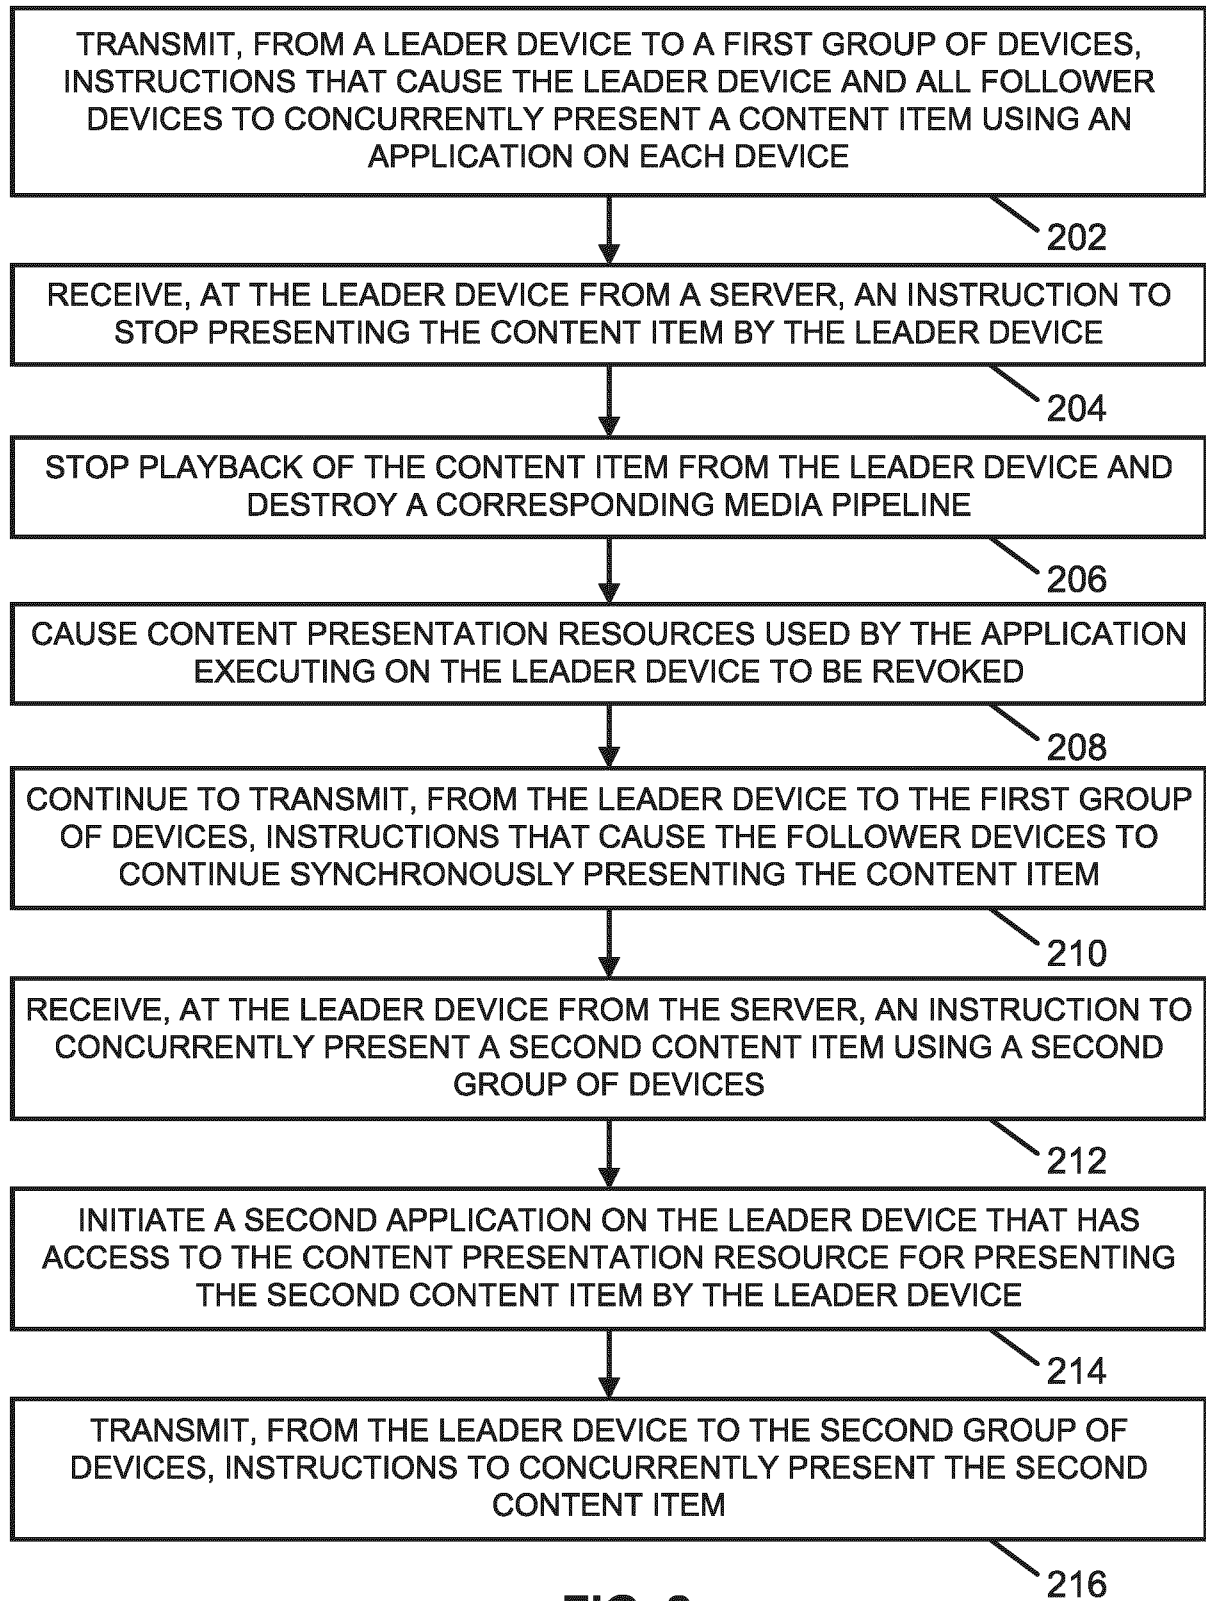 TRANSMIT, FROM A LEADER DEVICE TO A FIRST GROUP OF DEVICES,
INSTRUCTIONS THAT CAUSE THE LEADER DEVICE AND ALL FOLLOWER
DEVICES TO CONCURRENTLY PRESENT A CONTENT ITEM USING AN
APPLICATION ON EACH DEVICE
202
RECEIVE, AT THE LEADER DEVICE FROM A SERVER, AN INSTRUCTION TO
STOP PRESENTING THE CONTENT ITEM BY THE LEADER DEVICE
204
STOP PLAYBACK OF THE CONTENT ITEM FROM THE LEADER DEVICE AND
DESTROY A CORRESPONDING MEDIA PIPELINE
206
CAUSE CONTENT PRESENTATION RESOURCES USED BY THE APPLICATION
EXECUTING ON THE LEADER DEVICE TO BE REVOKED
208
CONTINUE TO TRANSMIT, FROM THE LEADER DEVICE TO THE FIRST GROUP
OF DEVICES, INSTRUCTIONS THAT CAUSE THE FOLLOWER DEVICES TO
CONTINUE SYNCHRONOUSLY PRESENTING THE CONTENT ITEM
210
RECEIVE, AT THE LEADER DEVICE FROM THE SERVER, AN INSTRUCTION TO
CONCURRENTLY PRESENT A SECOND CONTENT ITEM USING A SECOND
GROUP OF DEVICES
212
INITIATE A SECOND APPLICATION ON THE LEADER DEVICE THAT HAS
ACCESS TO THE CONTENT PRESENTATION RESOURCE FOR PRESENTING
THE SECOND CONTENT ITEM BY THE LEADER DEVICE
214
TRANSMIT, FROM THE LEADER DEVICE TO THE SECOND GROUP OF
DEVICES, INSTRUCTIONS TO CONCURRENTLY PRESENT THE SECOND
CONTENT ITEM
216